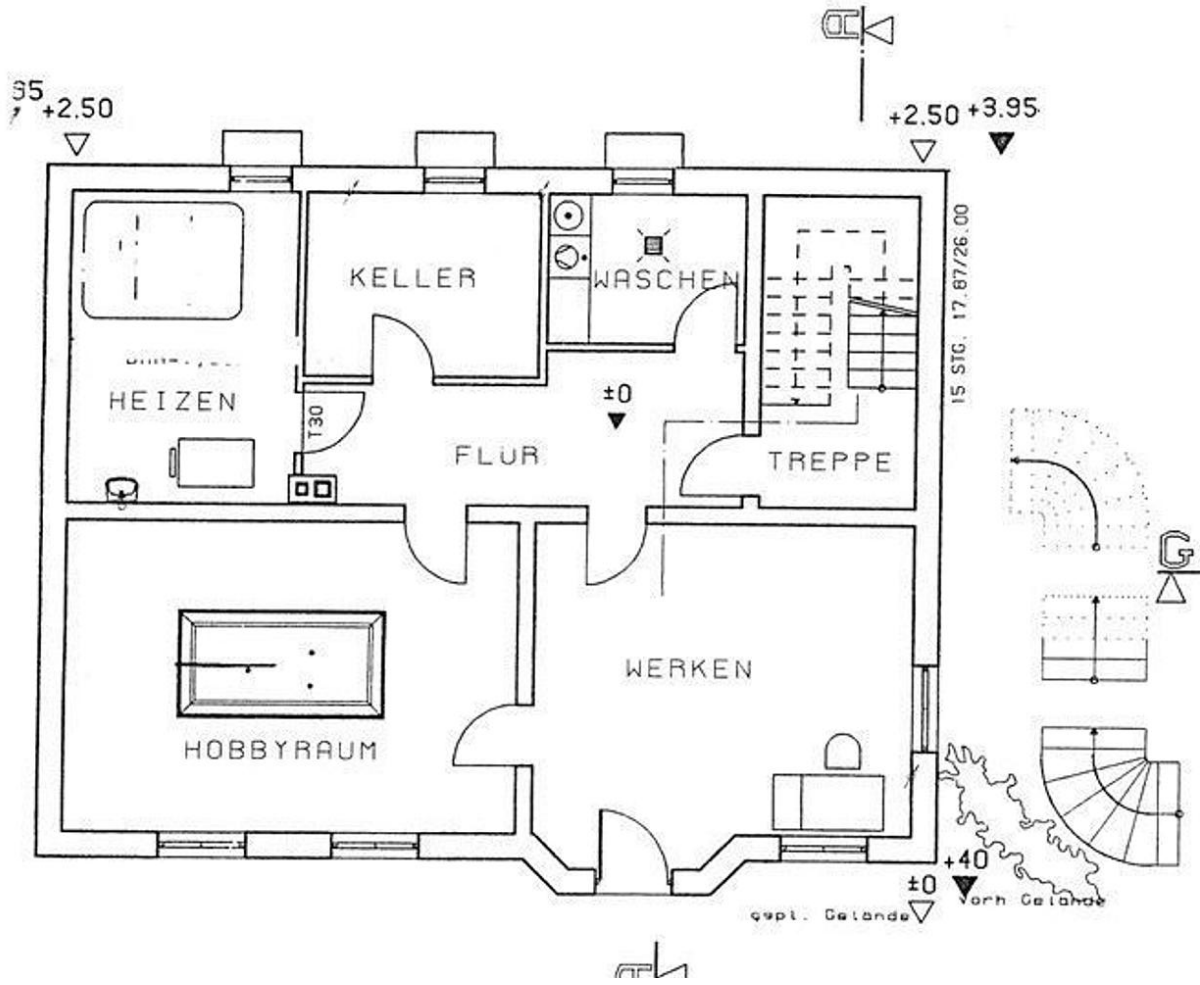 +2.50
+2.50
+3.95
15 STG. 17.87/26.00
KELLER
WASCHEN
HEIZEN
T30
±0
FLUR
TREPPE
G
WERKEN
HOBBYRAUM
+40
±0
gepl. Gelände
vorh Gelände